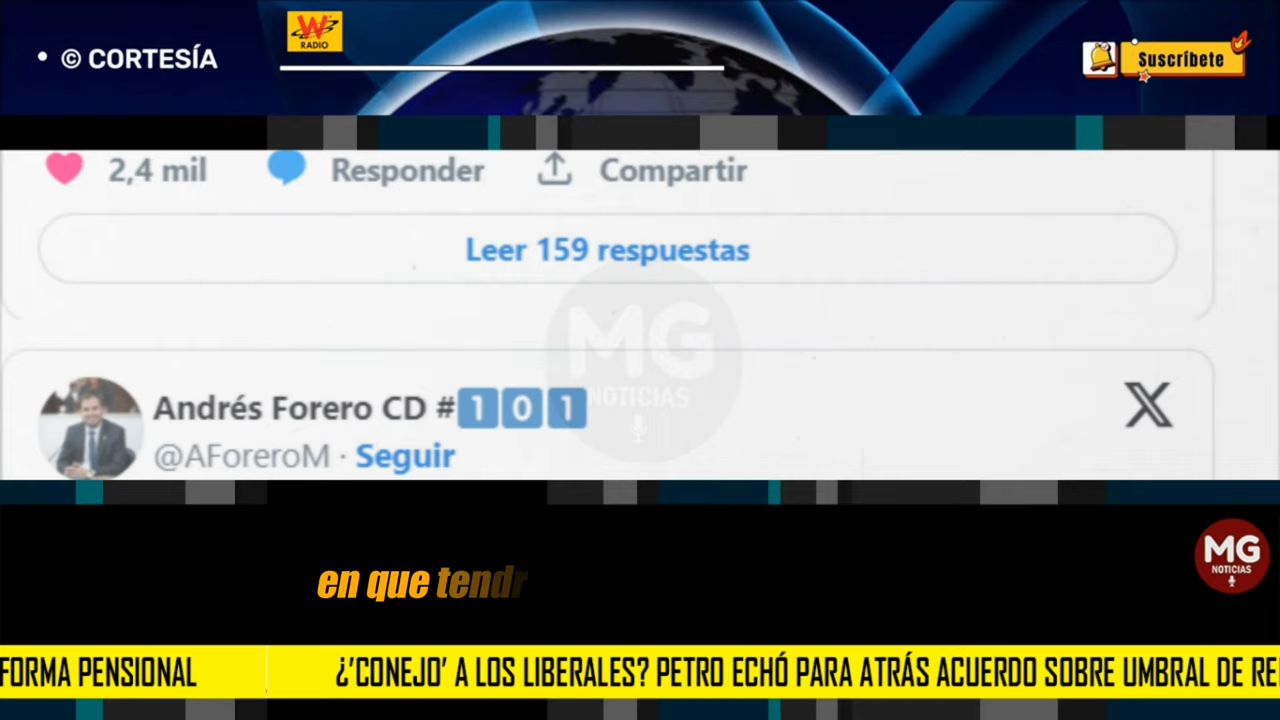 • © CORTESÍA
W
RADIO
Suscríbete
2,4 mil
Responder
Compartir
Leer 159 respuestas
MG
NOTICIAS
Andrés Forero CD #101
X
@AForeroM · Seguir
MG
NOTICIAS
en que tendr
FORMA PENSIONAL
¿'CONEJO' A LOS LIBERALES? PETRO ECHÓ PARA ATRÁS ACUERDO SOBRE UMBRAL DE RE